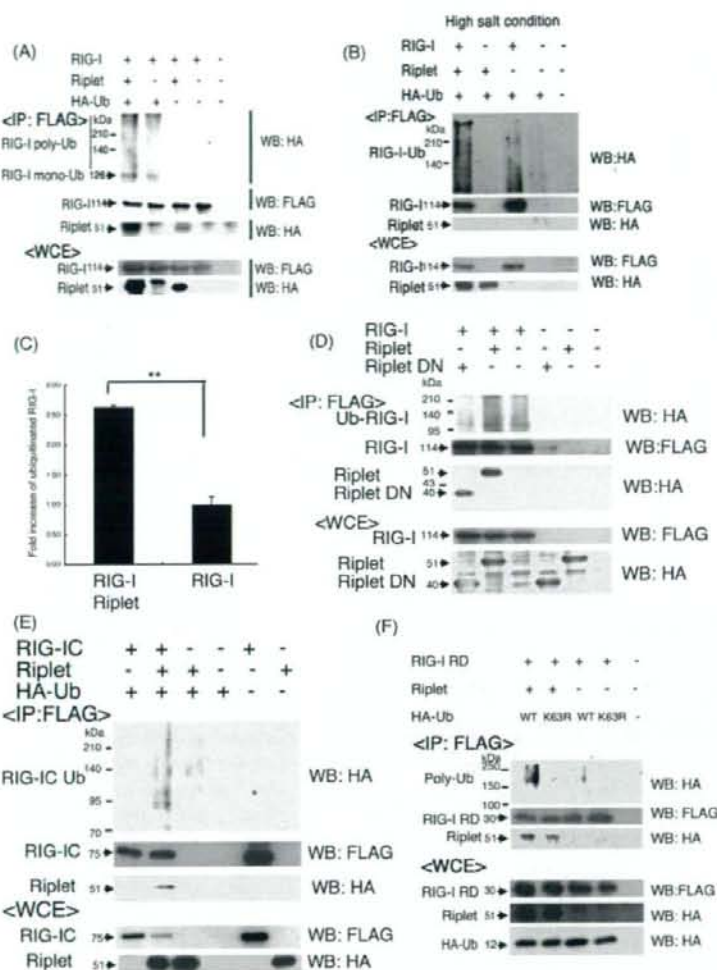 (A)
RIG-I + + + + -
Riplet + - + - -
HA-Ub + + - - -
<IP: FLAG> kDa
210
RIG-I poly-Ub
140
RIG-I mono-Ub 126
WB: HA
RIG-I 114 WB: FLAG
Riplet 51 WB: HA
<WCE>
RIG-I 114 WB: FLAG
Riplet 51 WB: HA
(B)
High salt condition
RIG-I + - + - -
Riplet + + - - -
HA-Ub + + + + -
<IP:FLAG>
kDa
210
RIG-I-Ub
140
WB:HA
RIG-I 114 WB:FLAG
Riplet 51 WB: HA
<WCE>
RIG-I 114 WB: FLAG
Riplet 51 WB: HA
(C)
Fold increase of ubiquitinated RIG-I
**
RIG-I
Riplet
RIG-I
(D)
RIG-I + + + - - -
Riplet - + - - + -
Riplet DN + - - + - -
kDa
<IP: FLAG> 210
Ub-RIG-I 140
95
WB: HA
RIG-I 114 WB:FLAG
Riplet 51
43
Riplet DN 40
WB:HA
<WCE>
RIG-I 114 WB: FLAG
Riplet 51
Riplet DN 40
WB: HA
(E)
RIG-IC + + - - + -
Riplet - + + - - +
HA-Ub + + + + - -
<IP:FLAG>
kDa
210
RIG-IC Ub 140
95
70
WB: HA
RIG-IC 75 WB: FLAG
Riplet 51 WB: HA
<WCE>
RIG-IC 75 WB: FLAG
Riplet 51 WB: HA
(F)
RIG-I RD + + + + -
Riplet + + - - -
HA-Ub WT K63R WT K63R -
<IP: FLAG>
kDa
250
Poly-Ub
150
100
WB: HA
RIG-I RD 30 WB: FLAG
Riplet 51 WB: HA
<WCE>
RIG-I RD 30 WB:FLAG
Riplet 51 WB: HA
HA-Ub 12 WB: HA